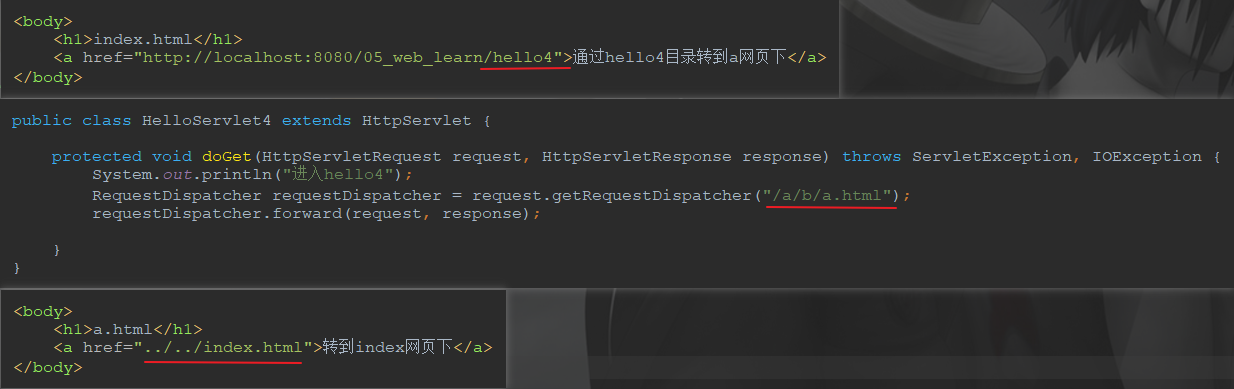 <body>
    <h1>index.html</h1>
    <a href="http://localhost:8080/05_web_learn/hello4">通过hello4目录转到a网页下</a>
</body>
public class HelloServlet4 extends HttpServlet {
    protected void doGet(HttpServletRequest request, HttpServletResponse response) throws ServletException, IOException {
        System.out.println("进入hello4");
        RequestDispatcher requestDispatcher = request.getRequestDispatcher("/a/b/a.html");
        requestDispatcher.forward(request, response);
    }
}
<body>
    <h1>a.html</h1>
    <a href="../../index.html">转到index网页下</a>
</body>